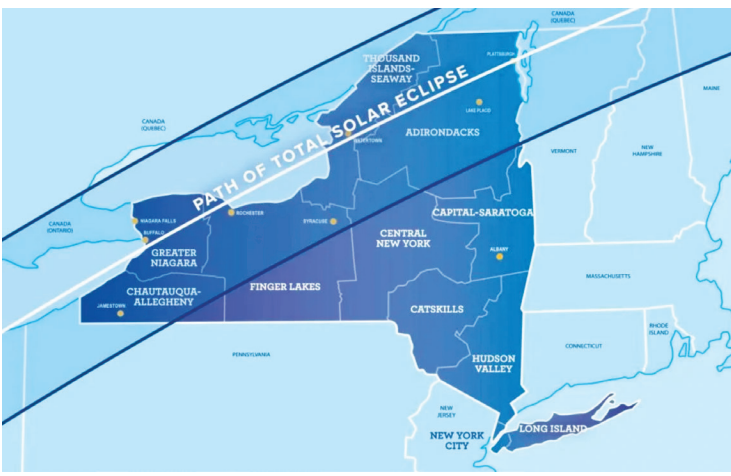 CANADA
(QUEBEC)
THOUSAND
ISLANDS-
SEAWAY
PLATTSBURGH
MAINE
LAKE PLACID
CANADA
(QUEBEC)
PATH OF TOTAL SOLAR ECLIPSE
WATERTOWN
ADIRONDACKS
VERMONT
NEW
HAMPSHIRE
CANADA
(ONTARIO)
NIAGARA FALLS
ROCHESTER
SYRACUSE
CAPITAL-SARATOGA
BUFFALO
CENTRAL
NEW YORK
GREATER
NIAGARA
ALBANY
MASSACHUSETTS
CHAUTAUQUA-
ALLEGHENY
FINGER LAKES
JAMESTOWN
CATSKILLS
RHODE
ISLAND
CONNECTICUT
PENNSYLVANIA
HUDSON
VALLEY
NEW
JERSEY
NEW YORK
CITY
LONG ISLAND